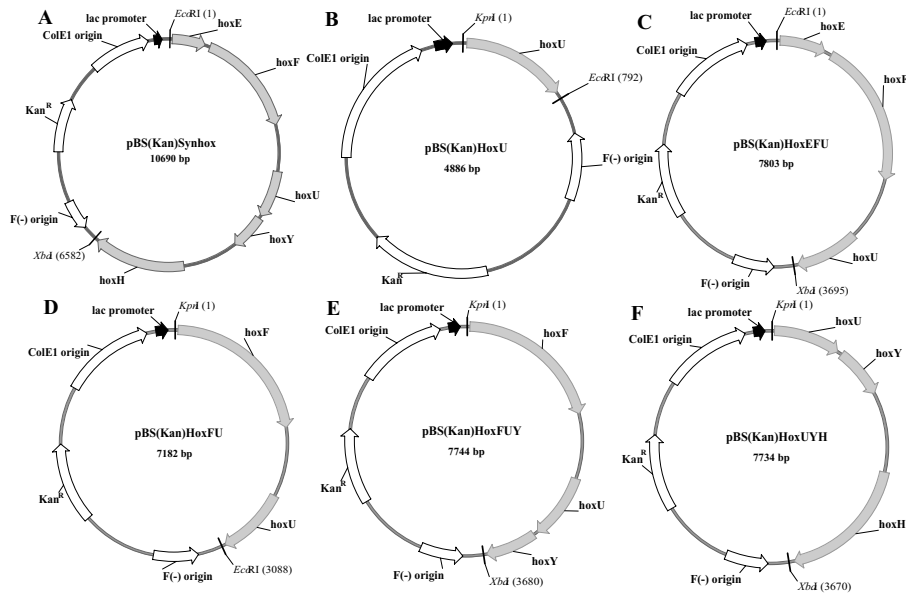 A
lac promoter
EcoRI (1)
hoxE
ColE1 origin
hoxF
Kan^R
pBS(Kan)Synhox
10690 bp
hoxU
F(-) origin
hoxY
XbaI (6582)
hoxH
B
lac promoter
KpnI (1)
hoxU
ColE1 origin
EcoRI (792)
pBS(Kan)HoxU
4886 bp
F(-) origin
Kan^R
C
lac promoter
EcoRI (1)
hoxE
ColE1 origin
hoxF
pBS(Kan)HoxEFU
7803 bp
Kan^R
hoxU
F(-) origin
XbaI (3695)
D
lac promoter
KpnI (1)
hoxF
ColE1 origin
pBS(Kan)HoxFU
7182 bp
Kan^R
hoxU
F(-) origin
EcoRI (3088)
E
lac promoter
KpnI (1)
hoxF
ColE1 origin
pBS(Kan)HoxFUY
7744 bp
Kan^R
hoxU
F(-) origin
hoxY
XbaI (3680)
F
lac promoter
KpnI (1)
hoxU
ColE1 origin
hoxY
pBS(Kan)HoxUYH
7734 bp
Kan^R
hoxH
F(-) origin
XbaI (3670)